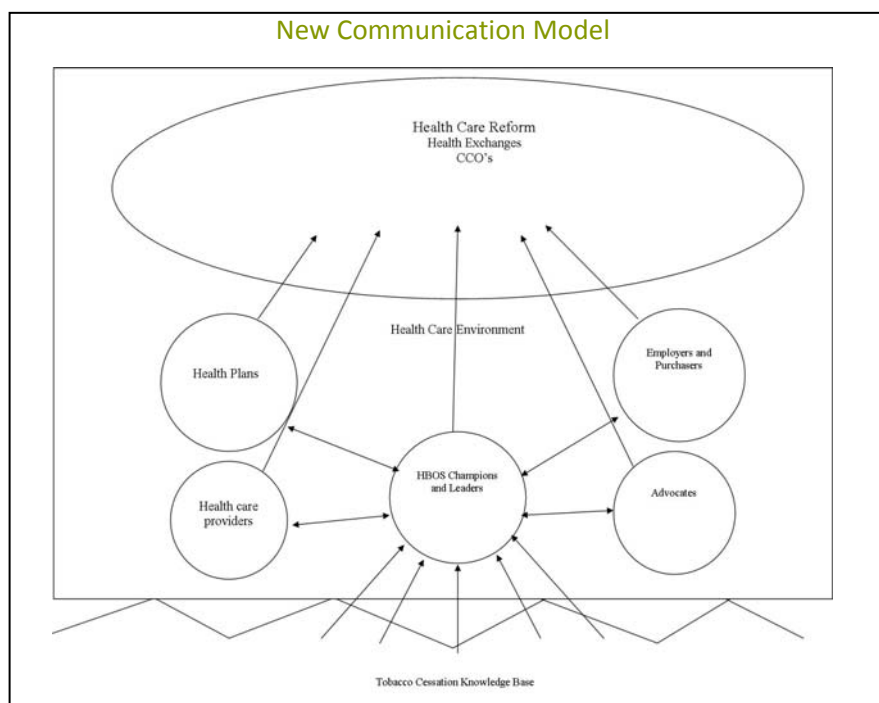 New Communication Model
Health Care Reform
Health Exchanges
CCO's
Health Care Environment
Health Plans
Employers and
Purchasers
HBOS Champions
and Leaders
Health care
providers
Advocates
Tobacco Cessation Knowledge Base